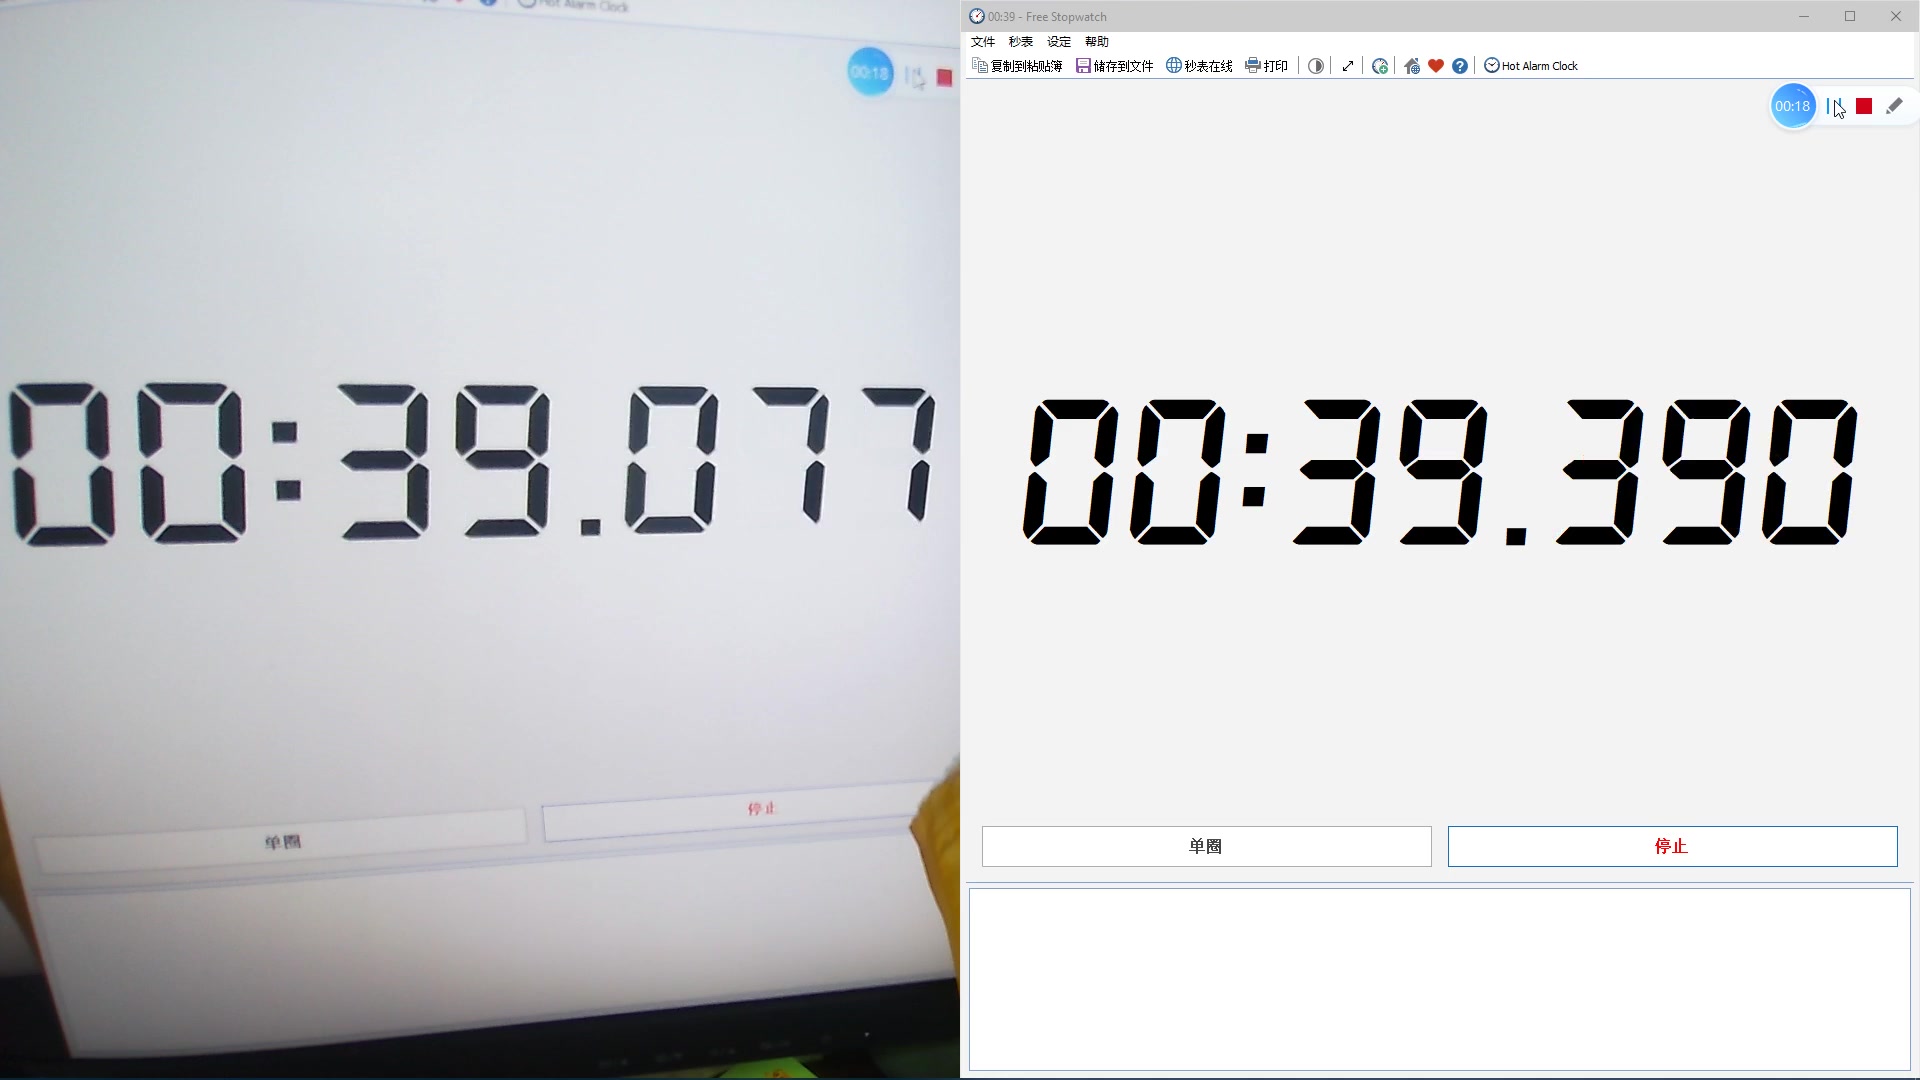 Hot Alarm Clock
00:18
00:39.077
单圈
停止
00:39 - Free Stopwatch
文件 秒表 设定 帮助
复制到粘贴簿 储存到文件 秒表在线 打印 Hot Alarm Clock
00:18
00:39.390
单圈
停止